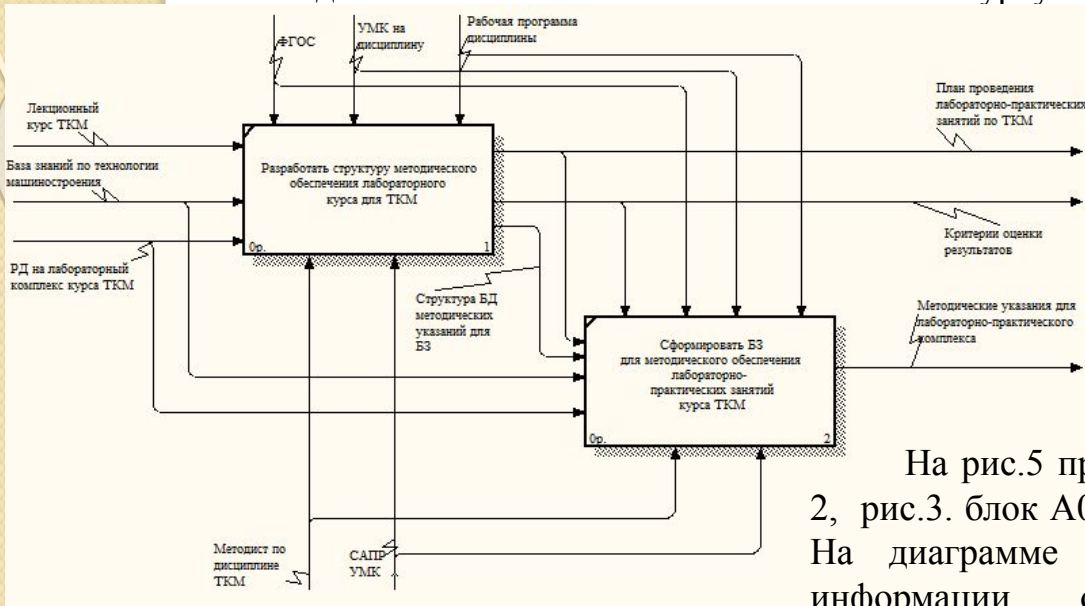 ФГОС
УМК на
дисциплину
Рабочая программа
дисциплины
Лекционный
курс ТКМ
База знаний по технологии
машиностроения
РД на лабораторный
комплекс курса ТКМ
Разработать структуру методического
обеспечения лабораторного
курса для ТКМ
0р.
1
План проведения
лабораторно-практических
занятий по ТКМ
Критерии оценки
результатов
Структура БД
методических
указаний для
БЗ
Методические указания для
лабораторно-практического
комплекса
Сформировать БЗ
для методического обеспечения
лабораторно-
практических занятий
курса ТКМ
0р.
2
Методист по
дисциплине
ТКМ
САПР
УМК
На рис.5 пр
2, рис.3. блок А0
На диаграмме
информации